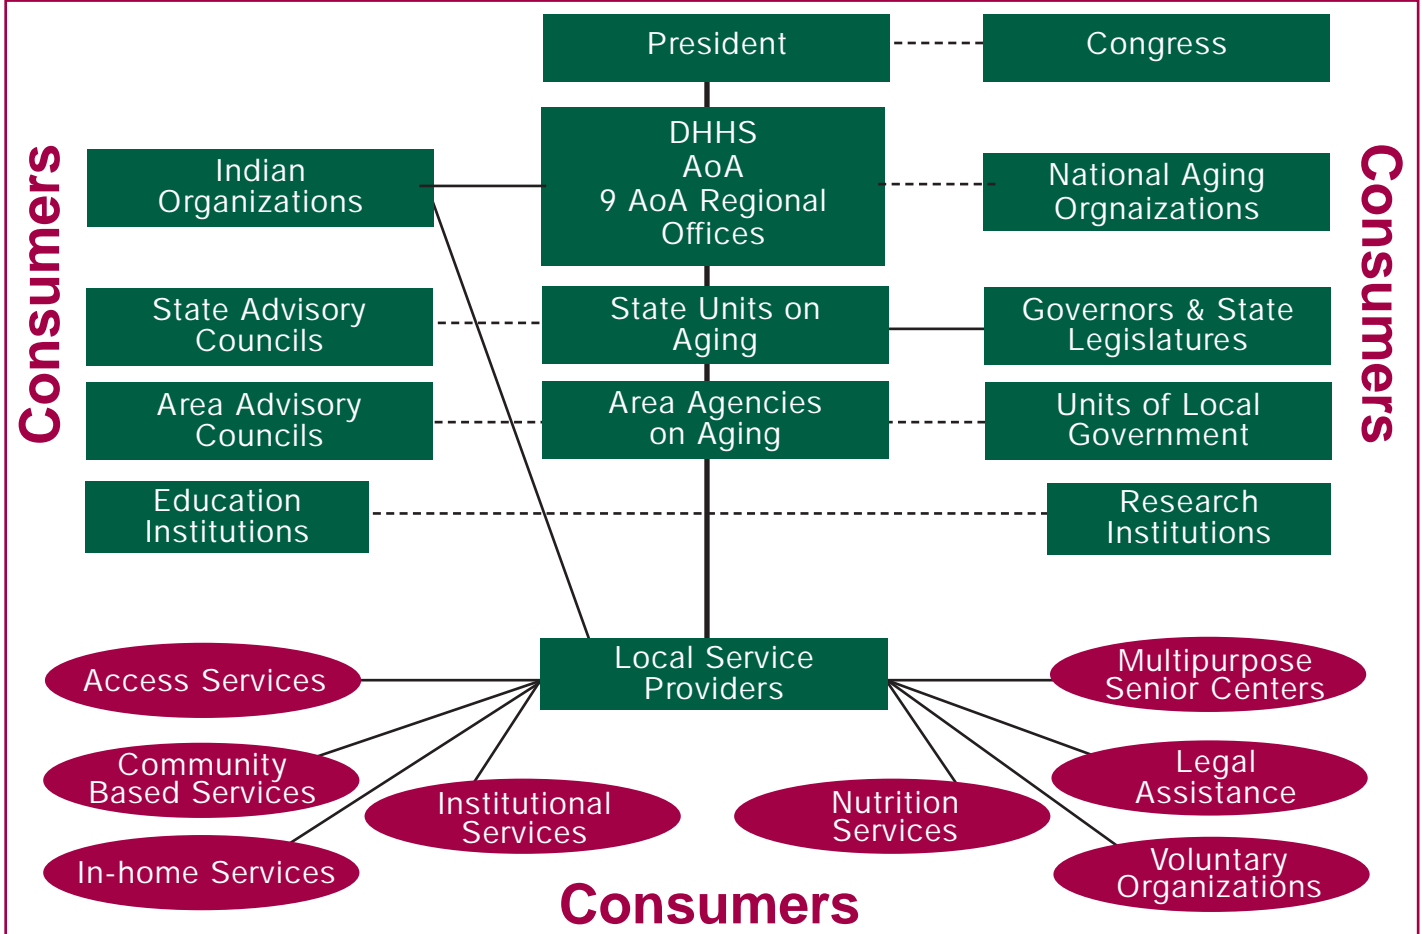 President
Congress
Consumers
Indian
Organizations
DHHS
AoA
9 AoA Regional
Offices
National Aging
Orgnaizations
Consumers
State Advisory
Councils
State Units on
Aging
Governors & State
Legislatures
Area Advisory
Councils
Area Agencies
on Aging
Units of Local
Government
Education
Institutions
Research
Institutions
Local Service
Providers
Access Services
Multipurpose
Senior Centers
Community
Based Services
Legal
Assistance
Institutional
Services
Nutrition
Services
In-home Services
Voluntary
Organizations
Consumers